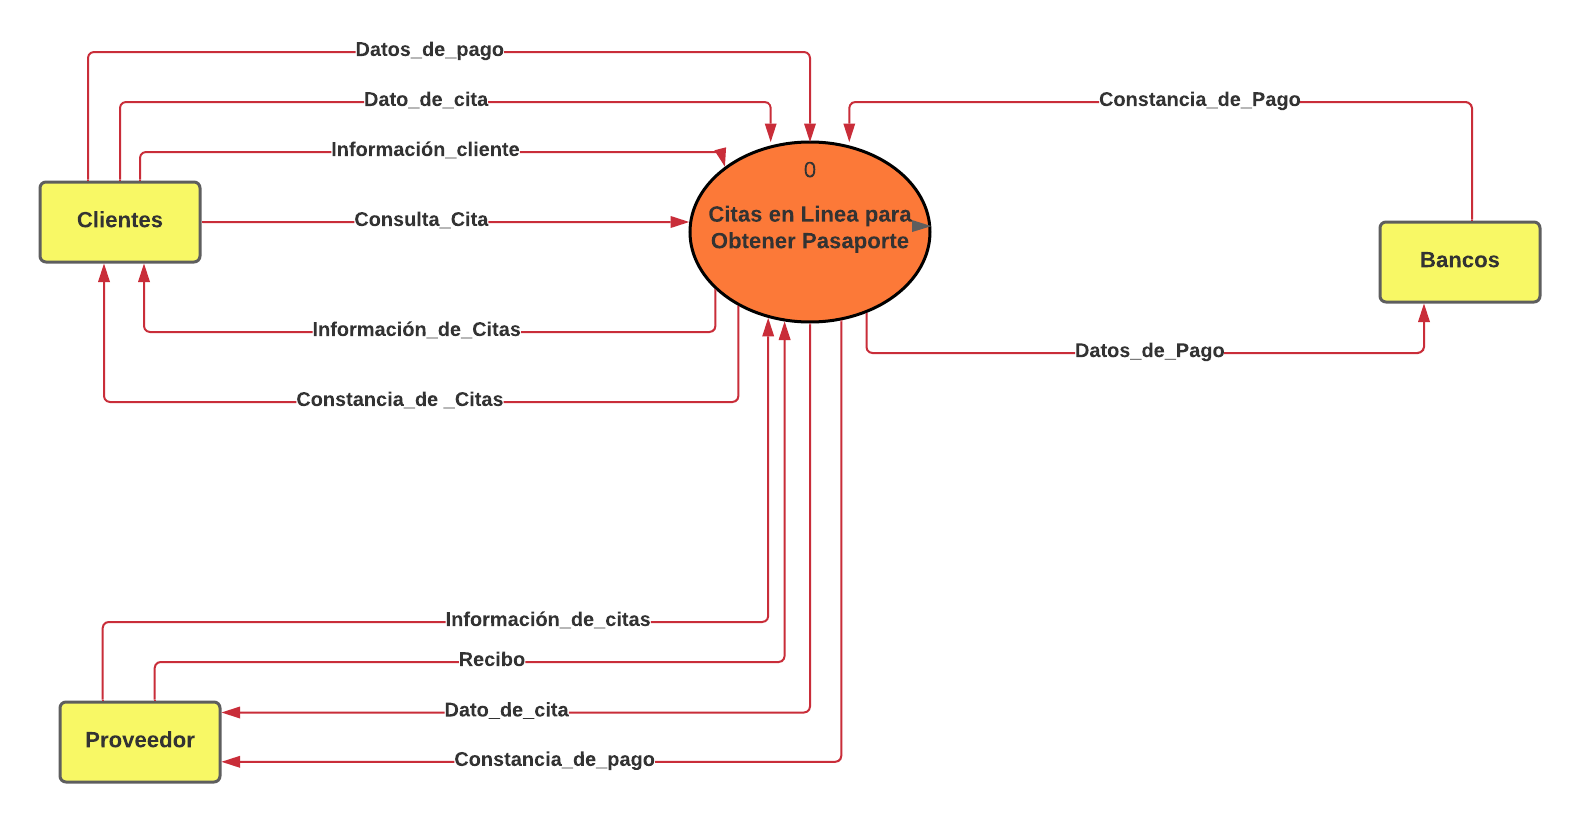 Datos_de_pago
Dato_de_cita
Constancia_de_Pago
Información_cliente
0
Clientes
Consulta_Cita
Citas en Linea para
Obtener Pasaporte
Bancos
Información_de_Citas
Datos_de_Pago
Constancia_de _Citas
Información_de_citas
Recibo
Dato_de_cita
Proveedor
Constancia_de_pago